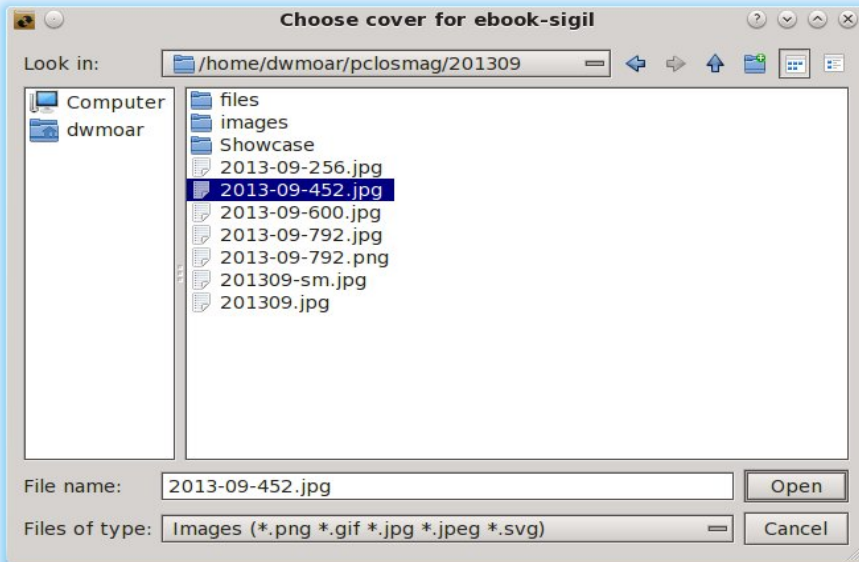 Choose cover for ebook-sigil
Look in: /home/dwmoar/pclosmag/201309
Computer
dwmoar
files
images
Showcase
2013-09-256.jpg
2013-09-452.jpg
2013-09-600.jpg
2013-09-792.jpg
2013-09-792.png
201309-sm.jpg
201309.jpg
File name: 2013-09-452.jpg Open
Files of type: Images (*.png *.gif *.jpg *.jpeg *.svg) Cancel